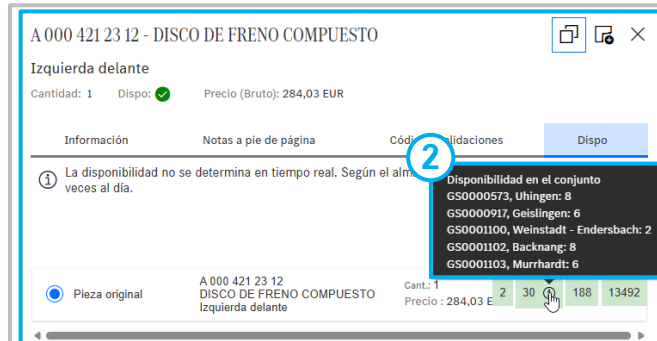 A 000 421 23 12 - DISCO DE FRENO COMPUESTO
Izquierda delante
Cantidad: 1 Dispo: Precio (Bruto): 284,03 EUR
Información Notas a pie de página Códi lidaciones Dispo
2
La disponibilidad no se determina en tiempo real. Según el alm
veces al día.
Disponibilidad en el conjunto
GS0000573, Uhingen: 8
GS0000917, Geislingen: 6
GS0001100, Weinstadt - Endersbach: 2
GS0001102, Backnang: 8
GS0001103, Murrhardt: 6
Pieza original
A 000 421 23 12
DISCO DE FRENO COMPUESTO
Izquierda delante
Cant.: 1
Precio : 284,03 E
2 30 188 13492